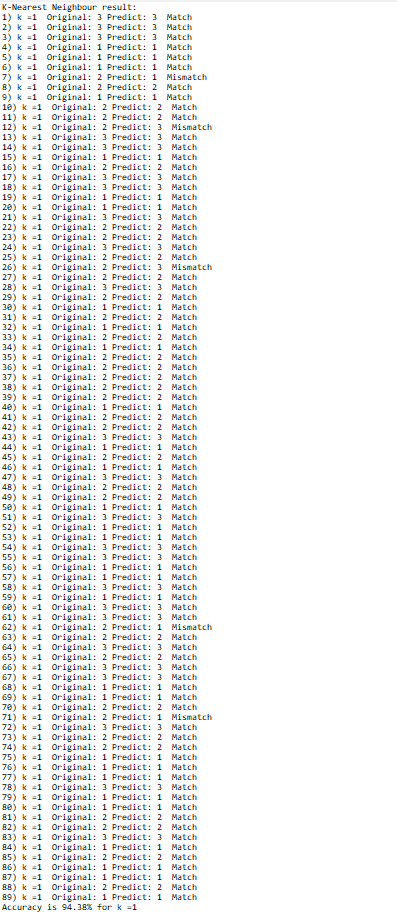 K-Nearest Neighbour result:
1) k =1  Original: 3 Predict: 3  Match
2) k =1  Original: 3 Predict: 3  Match
3) k =1  Original: 3 Predict: 3  Match
4) k =1  Original: 1 Predict: 1  Match
5) k =1  Original: 1 Predict: 1  Match
6) k =1  Original: 1 Predict: 1  Match
7) k =1  Original: 2 Predict: 1  Mismatch
8) k =1  Original: 2 Predict: 2  Match
9) k =1  Original: 1 Predict: 1  Match
10) k =1  Original: 2 Predict: 2  Match
11) k =1  Original: 2 Predict: 2  Match
12) k =1  Original: 2 Predict: 3  Mismatch
13) k =1  Original: 3 Predict: 3  Match
14) k =1  Original: 3 Predict: 3  Match
15) k =1  Original: 1 Predict: 1  Match
16) k =1  Original: 2 Predict: 2  Match
17) k =1  Original: 3 Predict: 3  Match
18) k =1  Original: 3 Predict: 3  Match
19) k =1  Original: 1 Predict: 1  Match
20) k =1  Original: 1 Predict: 1  Match
21) k =1  Original: 3 Predict: 3  Match
22) k =1  Original: 2 Predict: 2  Match
23) k =1  Original: 2 Predict: 2  Match
24) k =1  Original: 3 Predict: 3  Match
25) k =1  Original: 2 Predict: 2  Match
26) k =1  Original: 2 Predict: 3  Mismatch
27) k =1  Original: 2 Predict: 2  Match
28) k =1  Original: 3 Predict: 3  Match
29) k =1  Original: 2 Predict: 2  Match
30) k =1  Original: 1 Predict: 1  Match
31) k =1  Original: 2 Predict: 2  Match
32) k =1  Original: 1 Predict: 1  Match
33) k =1  Original: 2 Predict: 2  Match
34) k =1  Original: 1 Predict: 1  Match
35) k =1  Original: 2 Predict: 2  Match
36) k =1  Original: 2 Predict: 2  Match
37) k =1  Original: 2 Predict: 2  Match
38) k =1  Original: 2 Predict: 2  Match
39) k =1  Original: 2 Predict: 2  Match
40) k =1  Original: 1 Predict: 1  Match
41) k =1  Original: 2 Predict: 2  Match
42) k =1  Original: 2 Predict: 2  Match
43) k =1  Original: 3 Predict: 3  Match
44) k =1  Original: 1 Predict: 1  Match
45) k =1  Original: 2 Predict: 2  Match
46) k =1  Original: 1 Predict: 1  Match
47) k =1  Original: 3 Predict: 3  Match
48) k =1  Original: 2 Predict: 2  Match
49) k =1  Original: 2 Predict: 2  Match
50) k =1  Original: 1 Predict: 1  Match
51) k =1  Original: 3 Predict: 3  Match
52) k =1  Original: 1 Predict: 1  Match
53) k =1  Original: 1 Predict: 1  Match
54) k =1  Original: 3 Predict: 3  Match
55) k =1  Original: 3 Predict: 3  Match
56) k =1  Original: 1 Predict: 1  Match
57) k =1  Original: 1 Predict: 1  Match
58) k =1  Original: 3 Predict: 3  Match
59) k =1  Original: 1 Predict: 1  Match
60) k =1  Original: 3 Predict: 3  Match
61) k =1  Original: 3 Predict: 3  Match
62) k =1  Original: 2 Predict: 1  Mismatch
63) k =1  Original: 2 Predict: 2  Match
64) k =1  Original: 3 Predict: 3  Match
65) k =1  Original: 2 Predict: 2  Match
66) k =1  Original: 3 Predict: 3  Match
67) k =1  Original: 3 Predict: 3  Match
68) k =1  Original: 1 Predict: 1  Match
69) k =1  Original: 1 Predict: 1  Match
70) k =1  Original: 2 Predict: 2  Match
71) k =1  Original: 2 Predict: 1  Mismatch
72) k =1  Original: 3 Predict: 3  Match
73) k =1  Original: 2 Predict: 2  Match
74) k =1  Original: 2 Predict: 2  Match
75) k =1  Original: 1 Predict: 1  Match
76) k =1  Original: 1 Predict: 1  Match
77) k =1  Original: 1 Predict: 1  Match
78) k =1  Original: 3 Predict: 3  Match
79) k =1  Original: 1 Predict: 1  Match
80) k =1  Original: 1 Predict: 1  Match
81) k =1  Original: 2 Predict: 2  Match
82) k =1  Original: 2 Predict: 2  Match
83) k =1  Original: 3 Predict: 3  Match
84) k =1  Original: 1 Predict: 1  Match
85) k =1  Original: 2 Predict: 2  Match
86) k =1  Original: 1 Predict: 1  Match
87) k =1  Original: 1 Predict: 1  Match
88) k =1  Original: 2 Predict: 2  Match
89) k =1  Original: 1 Predict: 1  Match
Accuracy is 94.38% for k =1